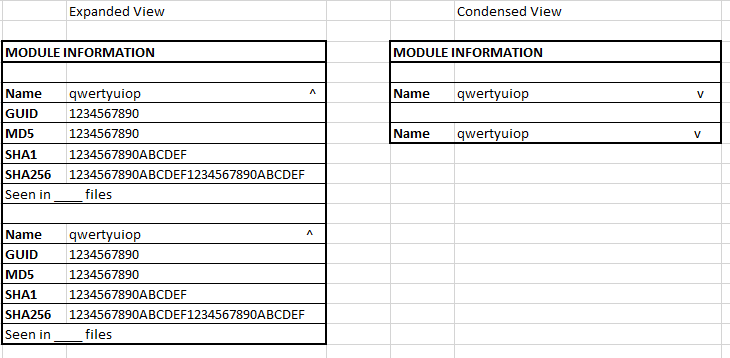 Expanded View
MODULE INFORMATION
Name qwertyuiop ^
GUID 1234567890
MD5 1234567890
SHA1 1234567890ABCDEF
SHA256 1234567890ABCDEF1234567890ABCDEF
Seen in ____ files
Name qwertyuiop ^
GUID 1234567890
MD5 1234567890
SHA1 1234567890ABCDEF
SHA256 1234567890ABCDEF1234567890ABCDEF
Seen in ____ files
Condensed View
MODULE INFORMATION
Name qwertyuiop v
Name qwertyuiop v